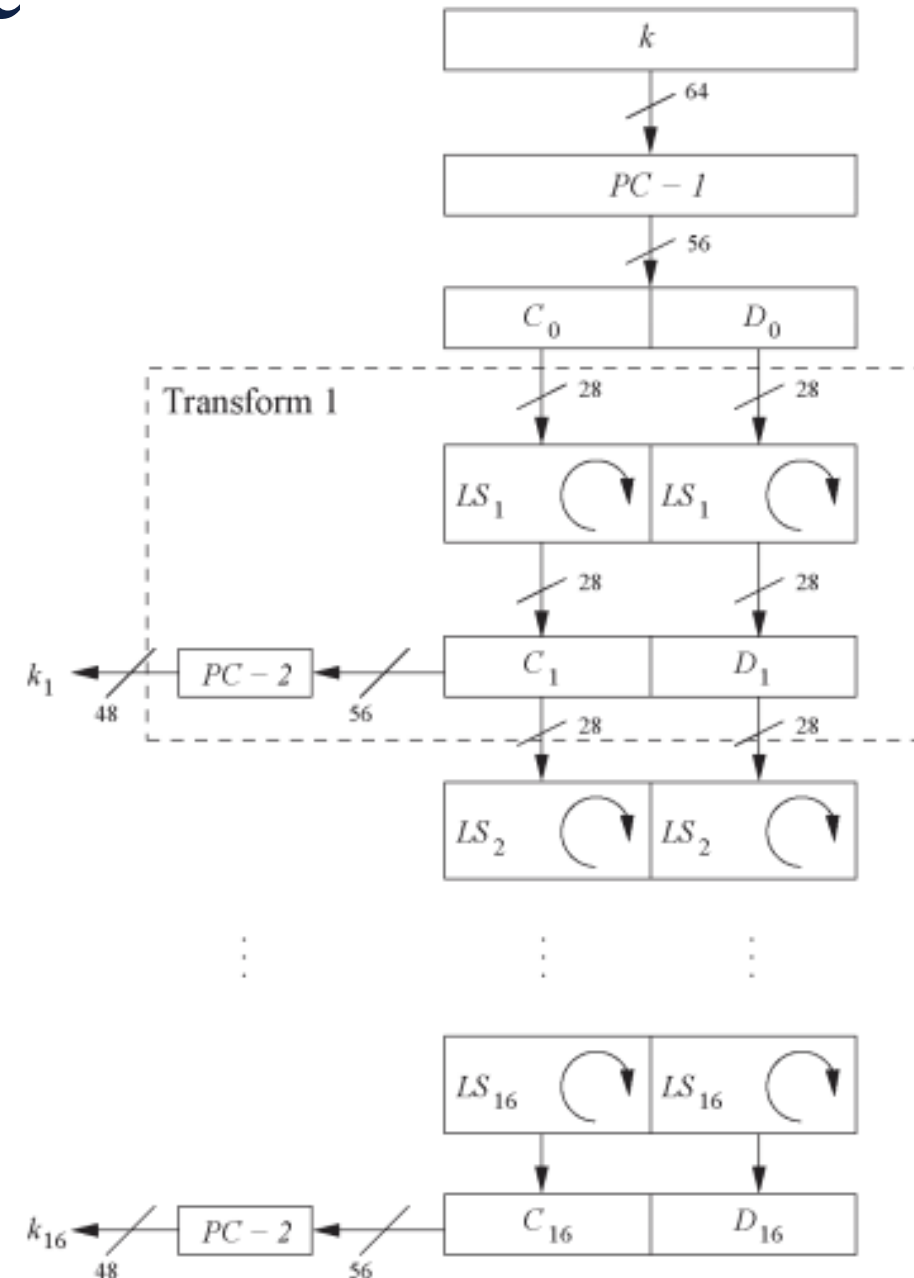 k
64
PC – 1
56
C0 D0
28 28
Transform 1
LS1 LS1
28 28
k1 48 PC – 2 56 C1 D1
28 28
LS2 LS2
LS16 LS16
k16 48 PC – 2 56 C16 D16